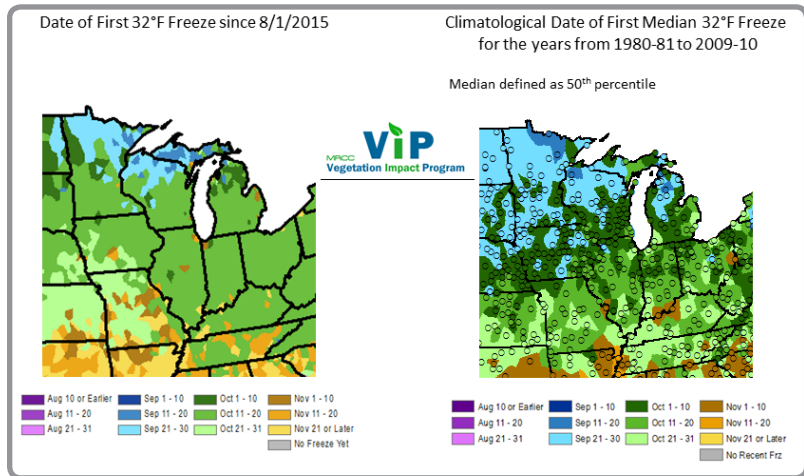 Date of First 32°F Freeze since 8/1/2015
Climatological Date of First Median 32°F Freeze
for the years from 1980-81 to 2009-10
Median defined as 50th percentile
MRCC ViP
Vegetation Impact Program
Aug 10 or Earlier
Aug 11 - 20
Aug 21 - 31
Sep 1 - 10
Sep 11 - 20
Sep 21 - 30
Oct 1 - 10
Oct 11 - 20
Oct 21 - 31
Nov 1 - 10
Nov 11 - 20
Nov 21 or Later
No Freeze Yet
Aug 10 or Earlier
Aug 11 - 20
Aug 21 - 31
Sep 1 - 10
Sep 11 - 20
Sep 21 - 30
Oct 1 - 10
Oct 11 - 20
Oct 21 - 31
Nov 1 - 10
Nov 11 - 20
Nov 21 or Later
No Recent Frz